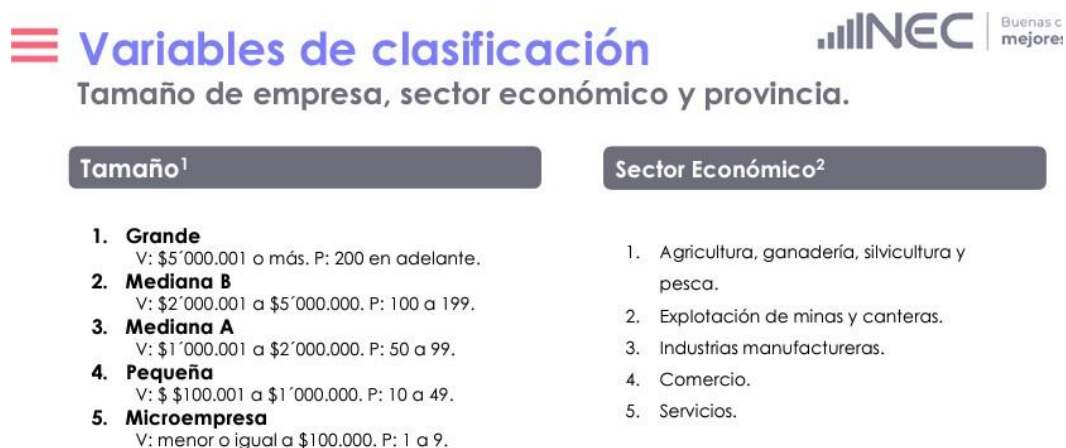 Variables de clasificación
INEC
Buenas c
mejores
Tamaño de empresa, sector económico y provincia.
Tamaño¹
1. Grande
V: $5´000.001 o más. P: 200 en adelante.
2. Mediana B
V: $2´000.001 a $5´000.000. P: 100 a 199.
3. Mediana A
V: $1´000.001 a $2´000.000. P: 50 a 99.
4. Pequeña
V: $ $100.001 a $1´000.000. P: 10 a 49.
5. Microempresa
V: menor o igual a $100.000. P: 1 a 9.
Sector Económico²
1. Agricultura, ganadería, silvicultura y
pesca.
2. Explotación de minas y canteras.
3. Industrias manufactureras.
4. Comercio.
5. Servicios.